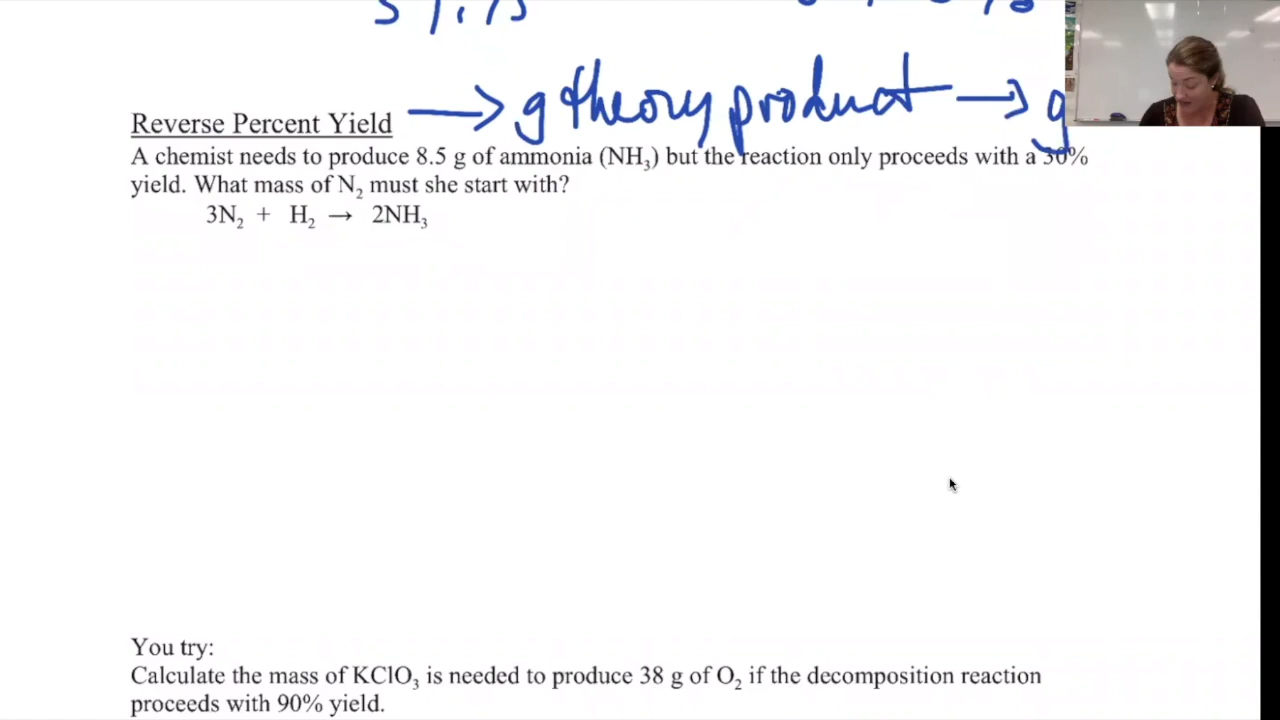 → g theory product → g
Reverse Percent Yield
A chemist needs to produce 8.5 g of ammonia (NH₃) but the reaction only proceeds with a 30%
yield. What mass of N₂ must she start with?
3N₂ + H₂ → 2NH₃
You try:
Calculate the mass of KClO₃ is needed to produce 38 g of O₂ if the decomposition reaction
proceeds with 90% yield.